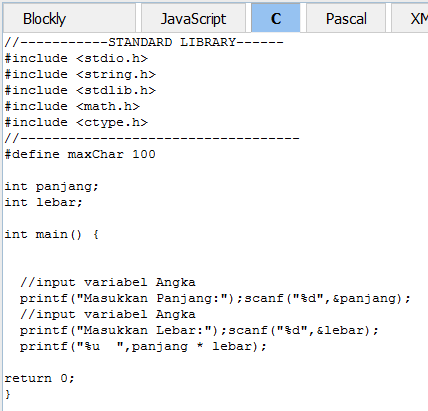 Blockly JavaScript C Pascal XM
//-----------STANDARD LIBRARY------
#include <stdio.h>
#include <string.h>
#include <stdlib.h>
#include <math.h>
#include <ctype.h>
//-----------------------------------
#define maxChar 100
int panjang;
int lebar;
int main() {
//input variabel Angka
printf("Masukkan Panjang:");scanf("%d",&panjang);
//input variabel Angka
printf("Masukkan Lebar:");scanf("%d",&lebar);
printf("%u  ",panjang * lebar);
return 0;
}